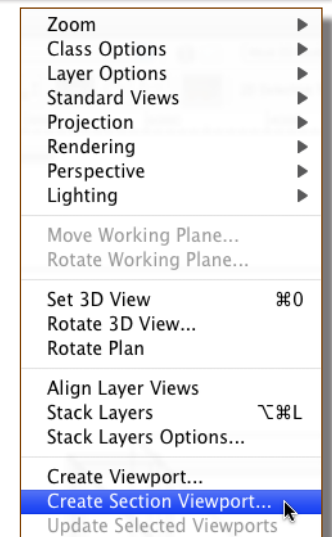 Zoom
Class Options
Layer Options
Standard Views
Projection
Rendering
Perspective
Lighting
Move Working Plane...
Rotate Working Plane...
Set 3D View ⌘0
Rotate 3D View...
Rotate Plan
Align Layer Views
Stack Layers ⌥⌘L
Stack Layers Options...
Create Viewport...
Create Section Viewport...
Update Selected Viewports